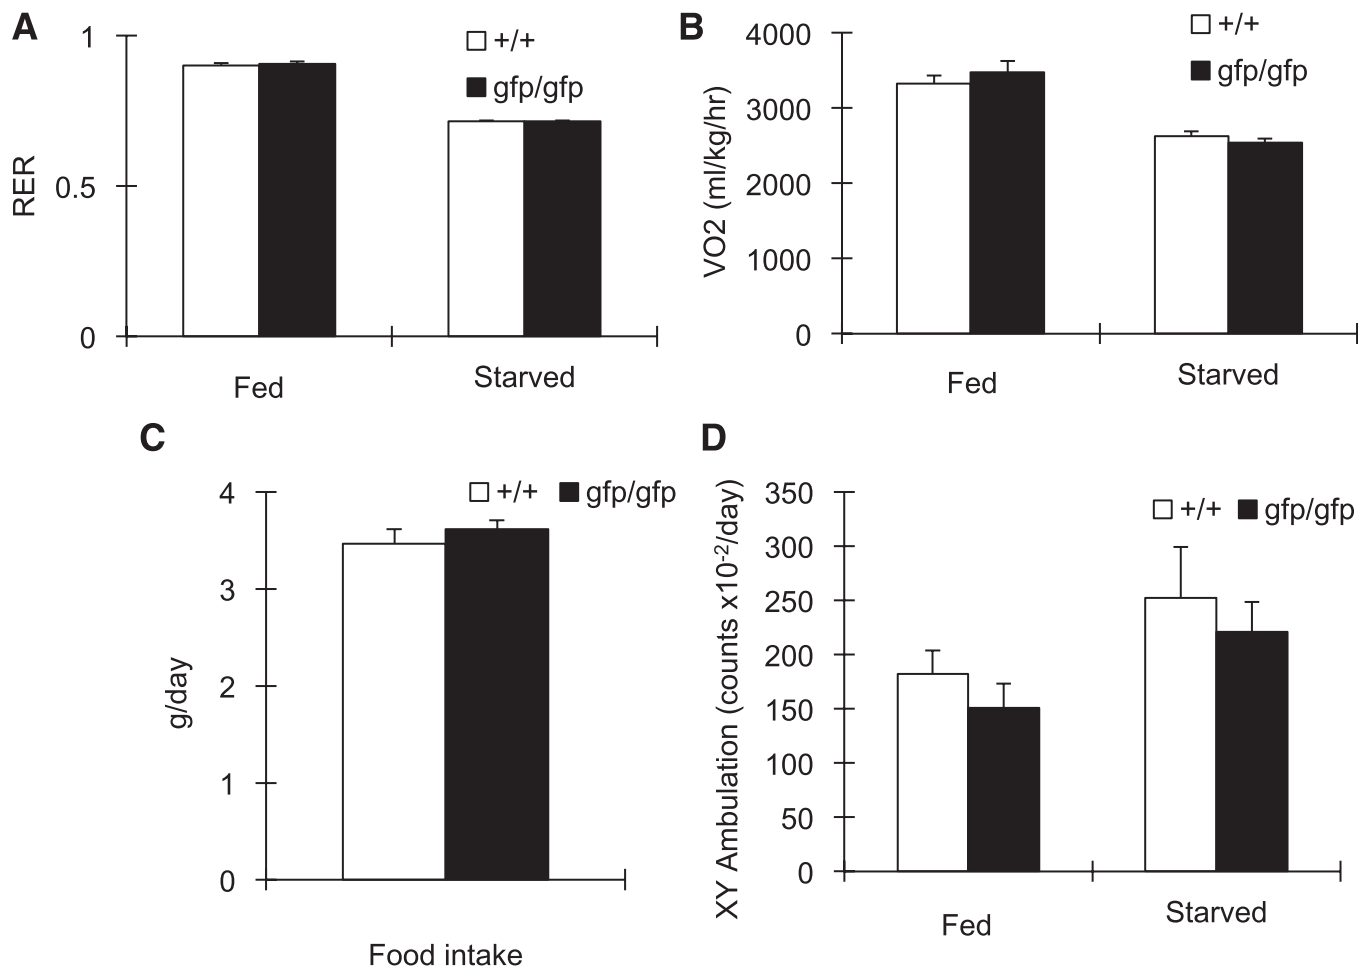 A
RER
1
0.5
0
+/+
gfp/gfp
Fed
Starved
B
VO2 (ml/kg/hr)
4000
3000
2000
1000
0
+/+
gfp/gfp
Fed
Starved
C
g/day
4
3
2
1
0
+/+ gfp/gfp
Food intake
D
XY Ambulation (counts x10⁻²/day)
350
300
250
200
150
100
50
0
+/+ gfp/gfp
Fed
Starved